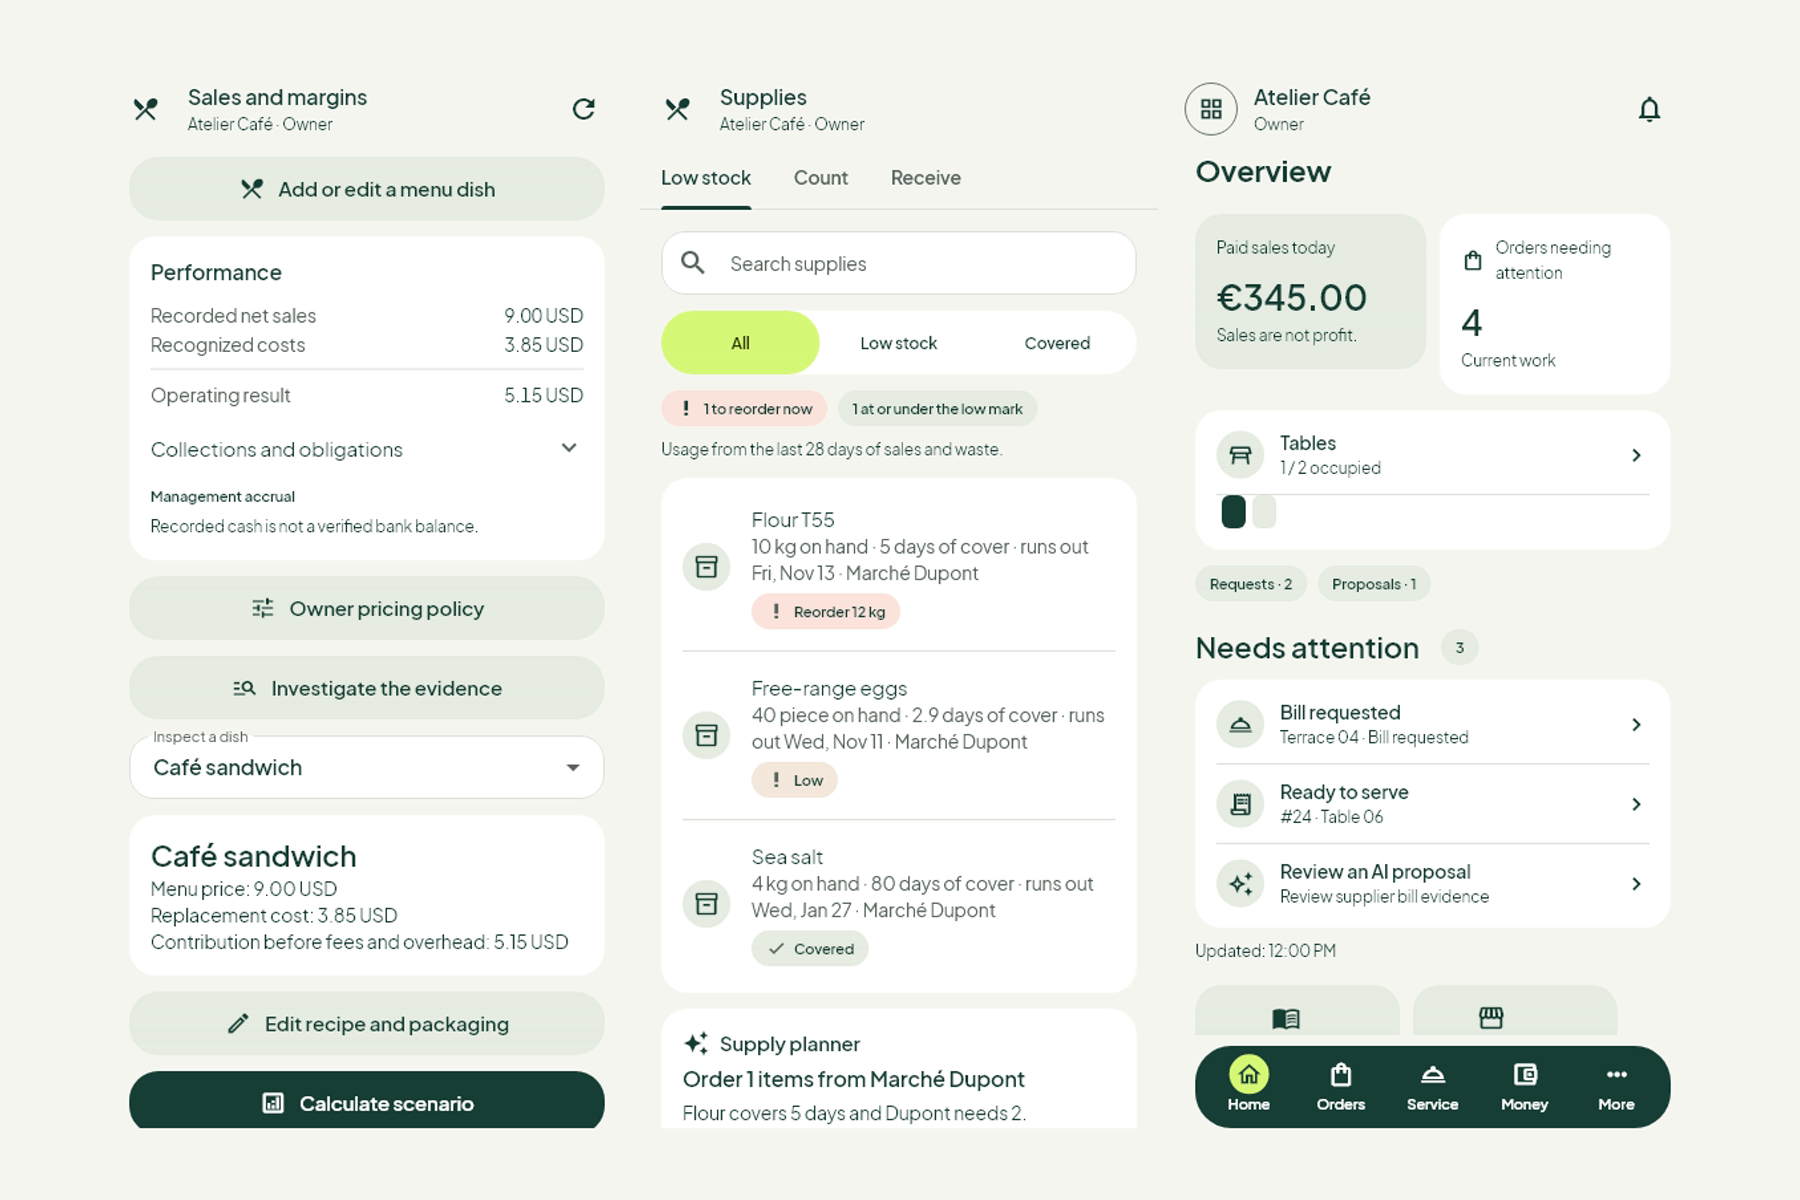 Sales and margins
Atelier Café · Owner
Add or edit a menu dish
Performance
Recorded net sales 9.00 USD
Recognized costs 3.85 USD
Operating result 5.15 USD
Collections and obligations
Management accrual
Recorded cash is not a verified bank balance.
Owner pricing policy
Investigate the evidence
Inspect a dish
Café sandwich
Café sandwich
Menu price: 9.00 USD
Replacement cost: 3.85 USD
Contribution before fees and overhead: 5.15 USD
Edit recipe and packaging
Calculate scenario
Supplies
Atelier Café · Owner
Low stock Count Receive
Search supplies
All Low stock Covered
! 1 to reorder now 1 at or under the low mark
Usage from the last 28 days of sales and waste.
Flour T55
10 kg on hand · 5 days of cover · runs out
Fri, Nov 13 · Marché Dupont
! Reorder 12 kg
Free-range eggs
40 piece on hand · 2.9 days of cover · runs
out Wed, Nov 11 · Marché Dupont
! Low
Sea salt
4 kg on hand · 80 days of cover · runs out
Wed, Jan 27 · Marché Dupont
Covered
Supply planner
Order 1 items from Marché Dupont
Flour covers 5 days and Dupont needs 2.
Atelier Café
Owner
Overview
Paid sales today
€345.00
Sales are not profit.
Orders needing
attention
4
Current work
Tables
1 / 2 occupied
Requests · 2 Proposals · 1
Needs attention 3
Bill requested
Terrace 04 · Bill requested
Ready to serve
#24 · Table 06
Review an AI proposal
Review supplier bill evidence
Updated: 12:00 PM
Home Orders Service Money More